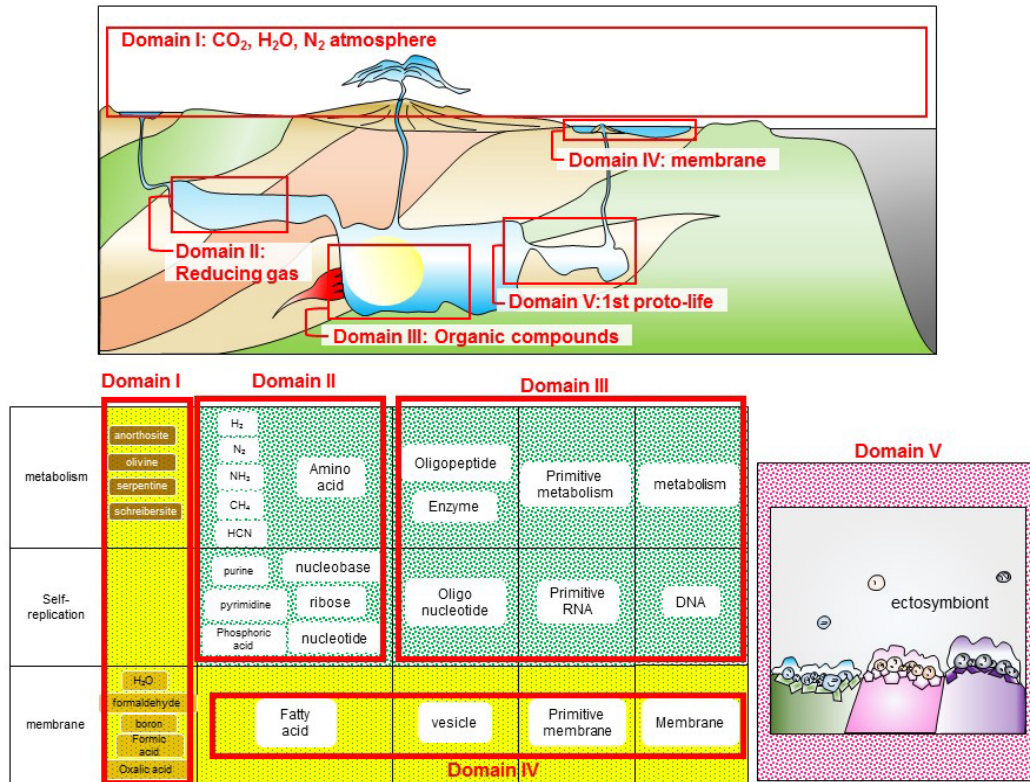 Domain I: CO₂, H₂O, N₂ atmosphere
Domain IV: membrane
Domain II:
Reducing gas
Domain V:1st proto-life
Domain III: Organic compounds
Domain I
Domain II
Domain III
metabolism
anorthosite
olivine
serpentine
schreibersite
H₂
N₂
NH₃
CH₄
HCN
Amino
acid
Oligopeptide
Enzyme
Primitive
metabolism
metabolism
Self-
replication
purine
pyrimidine
Phosphoric
acid
nucleobase
ribose
nucleotide
Oligo
nucleotide
Primitive
RNA
DNA
membrane
H₂O
formaldehyde
boron
Formic
acid
Oxalic acid
Fatty
acid
vesicle
Primitive
membrane
Membrane
Domain IV
Domain V
ectosymbiont